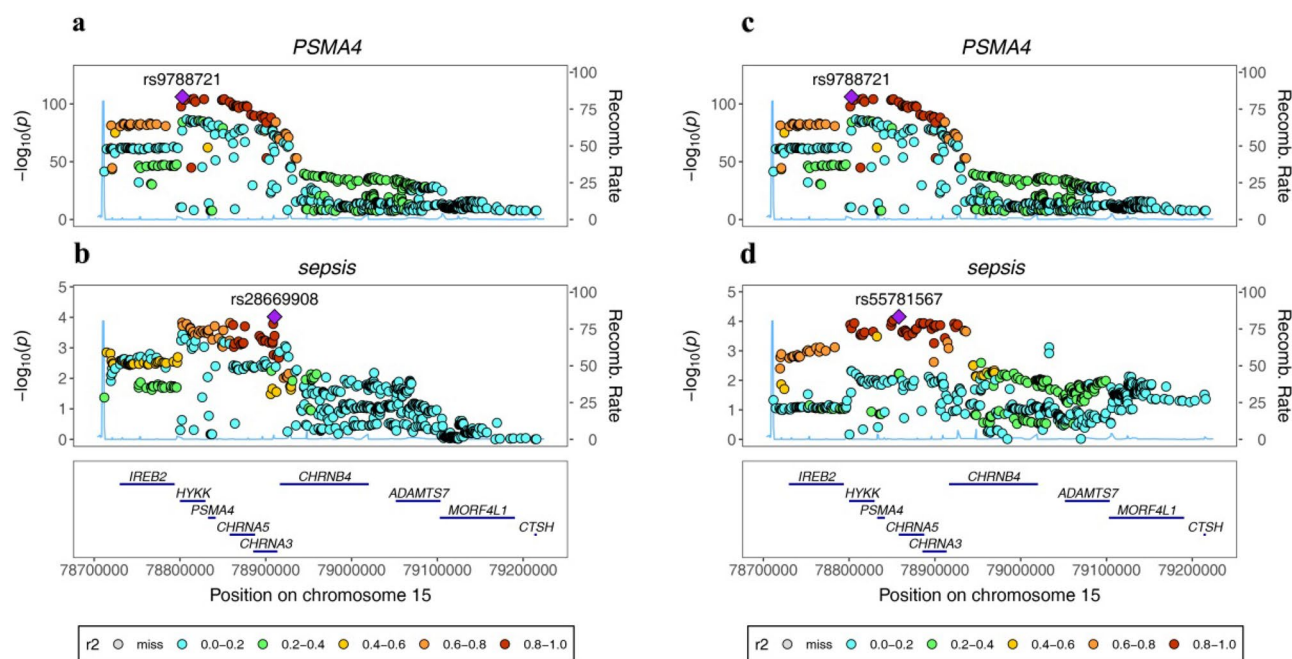 a
PSMA4
rs9788721
100
50
0
−log10(p)
100
75
50
25
0
Recomb. Rate
b
sepsis
rs28669908
5
4
3
2
1
0
−log10(p)
100
75
50
25
0
Recomb. Rate
IREB2
CHRNB4
HYKK
ADAMTS7
PSMA4
MORF4L1
CHRNA5
CTSH
CHRNA3
78700000 78800000 78900000 79000000 79100000 79200000
Position on chromosome 15
r2 miss 0.0−0.2 0.2−0.4 0.4−0.6 0.6−0.8 0.8−1.0
c
PSMA4
rs9788721
100
50
0
−log10(p)
100
75
50
25
0
Recomb. Rate
d
sepsis
rs55781567
5
4
3
2
1
0
−log10(p)
100
75
50
25
0
Recomb. Rate
IREB2
CHRNB4
HYKK
ADAMTS7
PSMA4
MORF4L1
CHRNA5
CTSH
CHRNA3
78700000 78800000 78900000 79000000 79100000 79200000
Position on chromosome 15
r2 miss 0.0−0.2 0.2−0.4 0.4−0.6 0.6−0.8 0.8−1.0